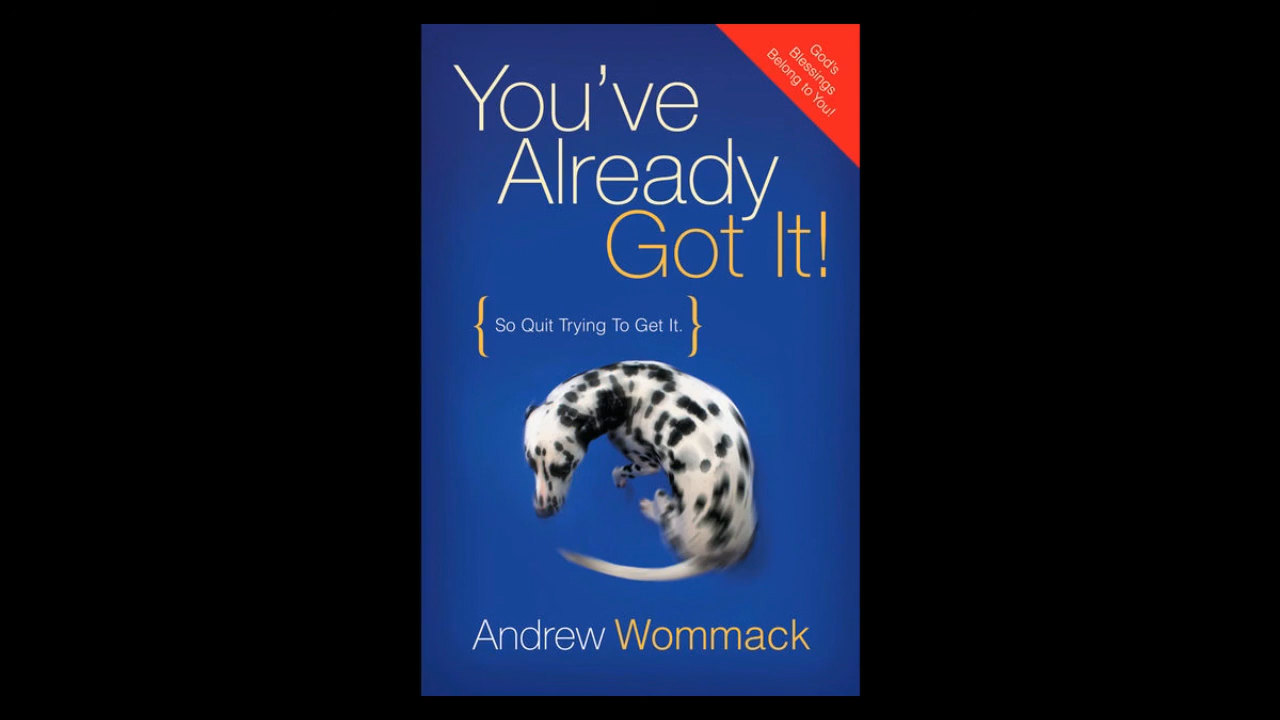 You've
Already
Got It!
{So Quit Trying To Get It.}
God's
Blessings
Belong to You!
Andrew Wommack